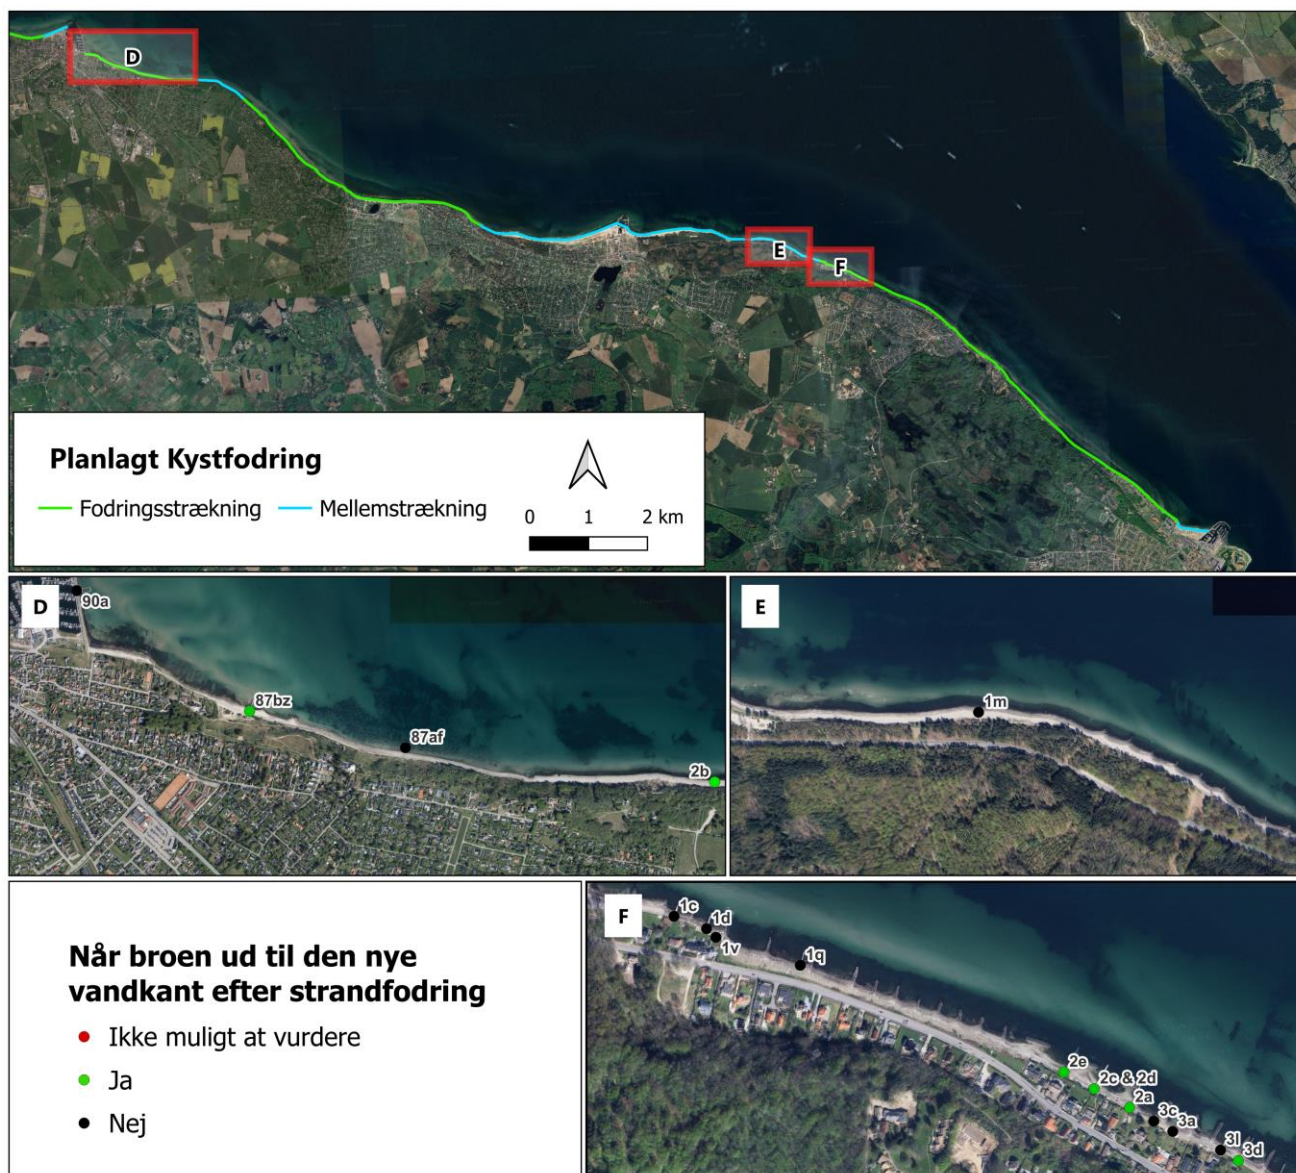 D
E
F
Planlagt Kystfodring
Fodringsstrækning
Mellemstrækning
0 1 2 km
D
90a
87bz
87af
2b
E
1m
Når broen ud til den nye
vandkant efter strandfodring
Ikke muligt at vurdere
Ja
Nej
F
1c
1d
1v
1q
2e
2c & 2d
2a
3c
3a
3l
3d